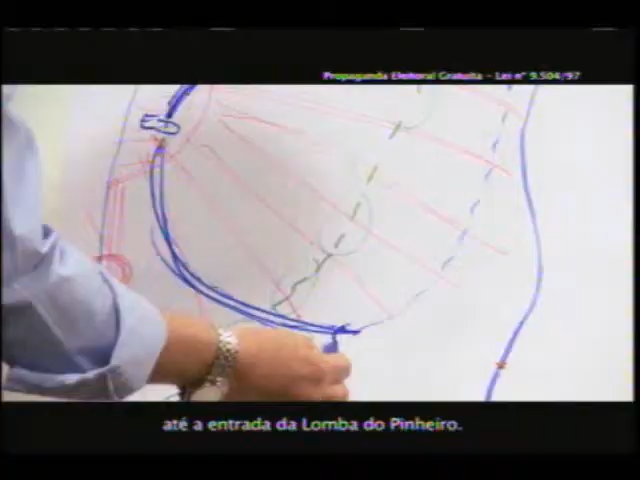 Propaganda Eleitoral Gratuita - Lei nº 9.504/97
até a entrada da Lomba do Pinheiro.